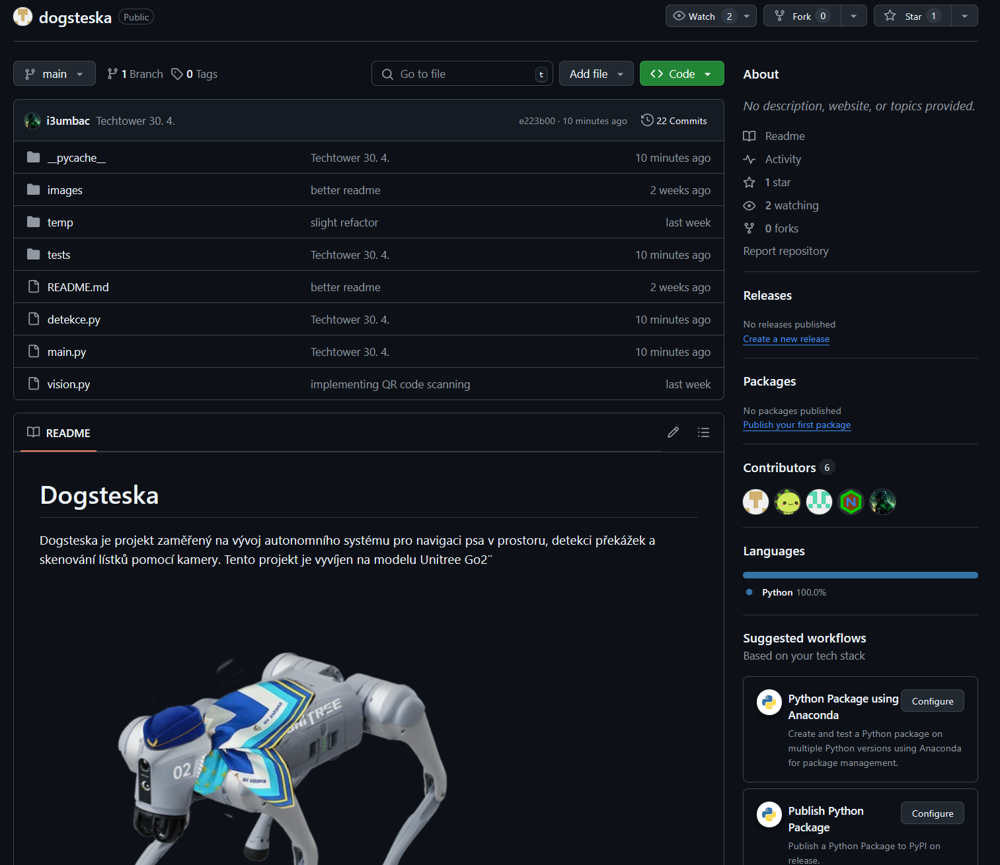 dogsteska Public
Watch 2
Fork 0
Star 1
main
1 Branch
0 Tags
Go to file
t
Add file
Code
i3umbac Techtower 30. 4.
e223b00 · 10 minutes ago
22 Commits
__pycache__ Techtower 30. 4. 10 minutes ago
images better readme 2 weeks ago
temp slight refactor last week
tests Techtower 30. 4. 10 minutes ago
README.md better readme 2 weeks ago
detekce.py Techtower 30. 4. 10 minutes ago
main.py Techtower 30. 4. 10 minutes ago
vision.py implementing QR code scanning last week
README
Dogsteska
Dogsteska je projekt zaměřený na vývoj autonomního systému pro navigaci psa v prostoru, detekci překážek a
skenování lístků pomocí kamery. Tento projekt je vyvíjen na modelu Unitree Go2¨
UNITREE
air astana
02
air astana
About
No description, website, or topics provided.
Readme
Activity
1 star
2 watching
0 forks
Report repository
Releases
No releases published
Create a new release
Packages
No packages published
Publish your first package
Contributors 6
N
Languages
Python 100.0%
Suggested workflows
Based on your tech stack
Python Package using
Anaconda
Configure
Create and test a Python package on
multiple Python versions using Anaconda
for package management.
Publish Python
Package
Configure
Publish a Python Package to PyPI on
release.